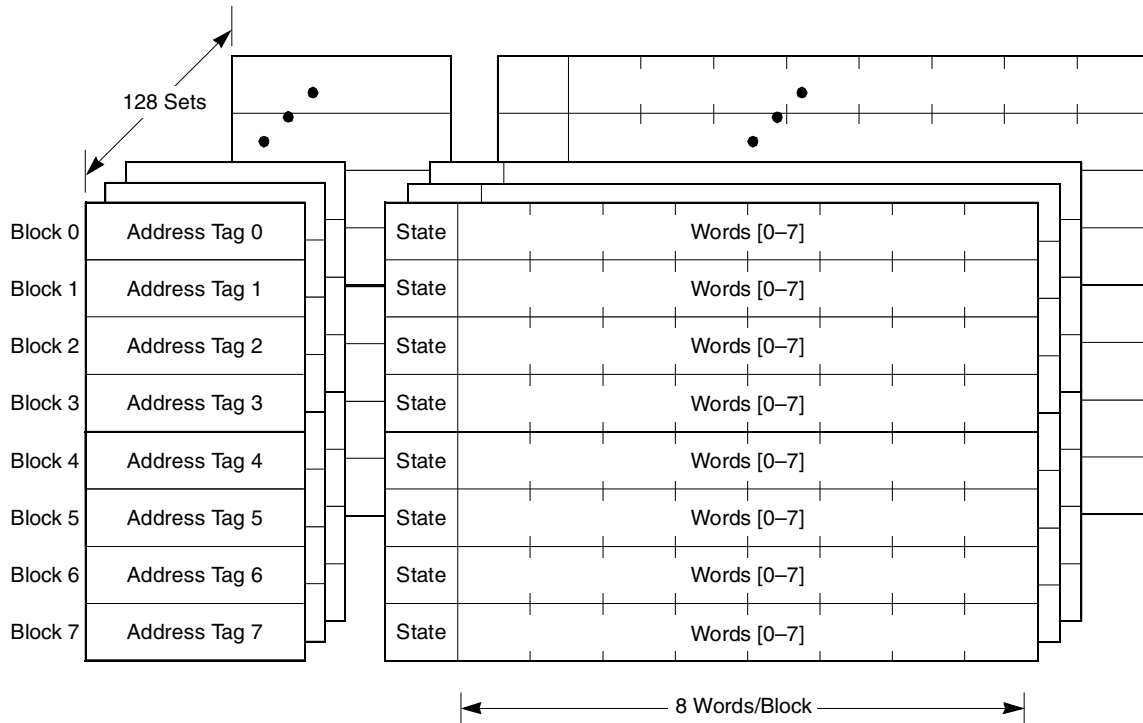 128 Sets
Block 0 Address Tag 0 State Words [0–7]
Block 1 Address Tag 1 State Words [0–7]
Block 2 Address Tag 2 State Words [0–7]
Block 3 Address Tag 3 State Words [0–7]
Block 4 Address Tag 4 State Words [0–7]
Block 5 Address Tag 5 State Words [0–7]
Block 6 Address Tag 6 State Words [0–7]
Block 7 Address Tag 7 State Words [0–7]
8 Words/Block